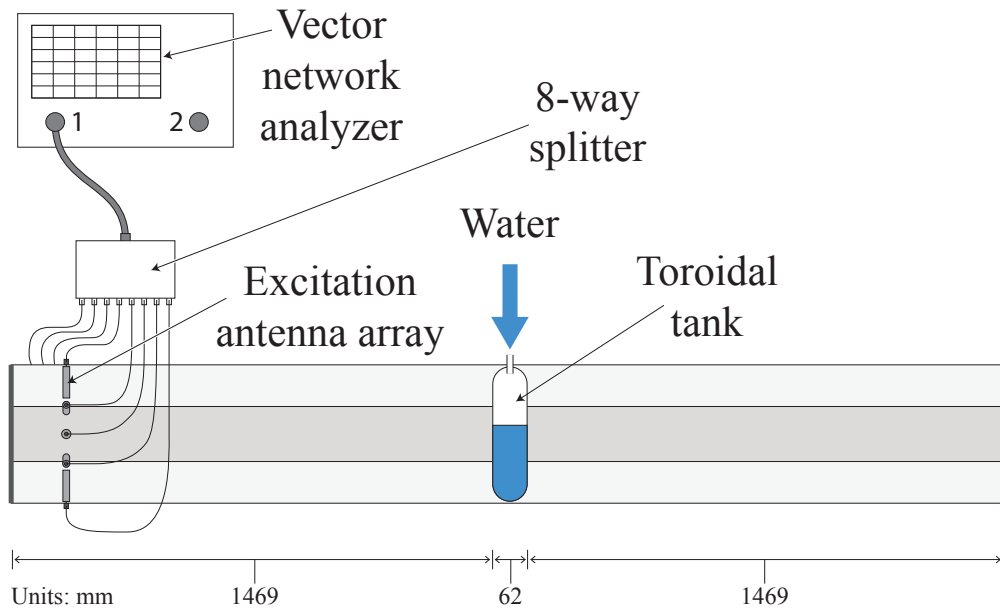 Vector
network
analyzer
1
2
8-way
splitter
Water
Excitation
antenna array
Toroidal
tank
Units: mm
1469
62
1469